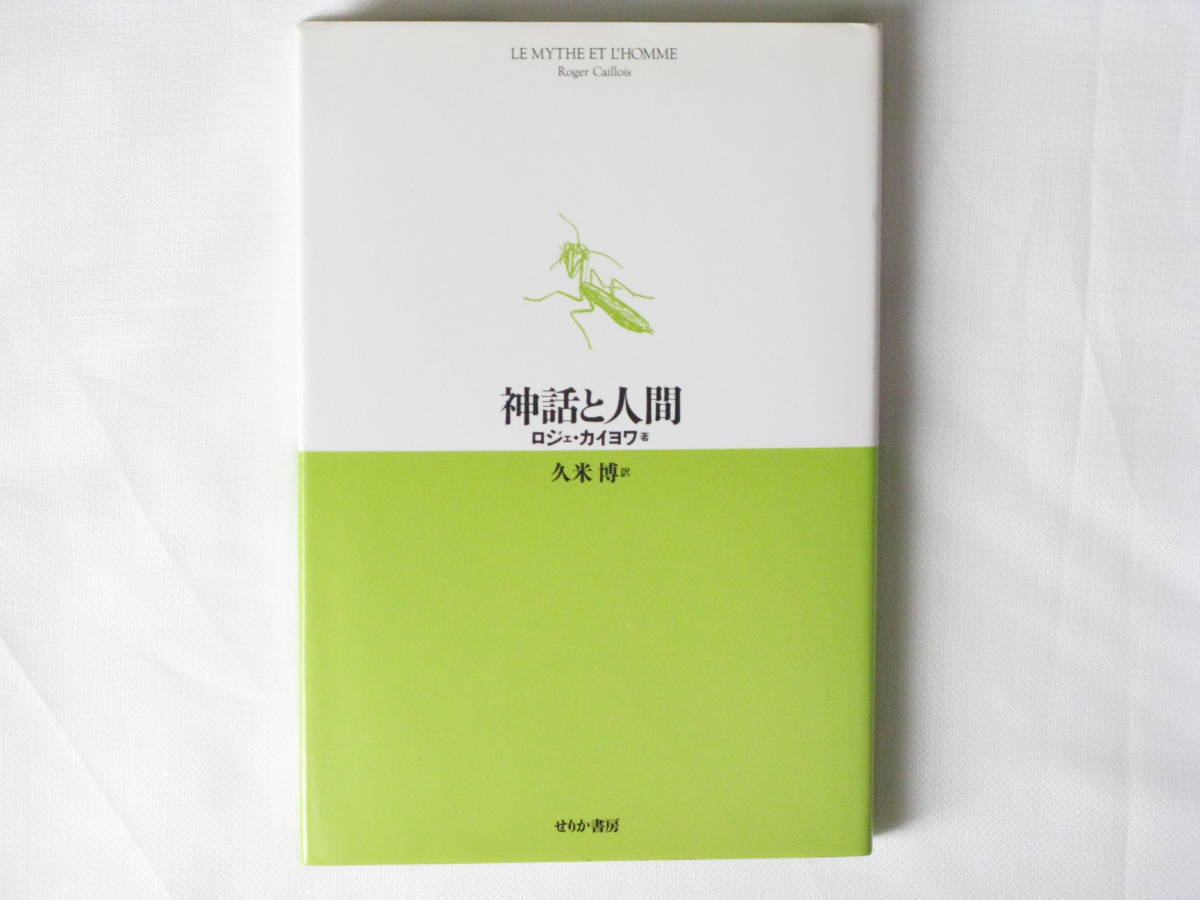 LE MYTHE ET L'HOMME
Roger Caillois
神話と人間
ロジェ・カイヨワ著
久米 博訳
せりか書房